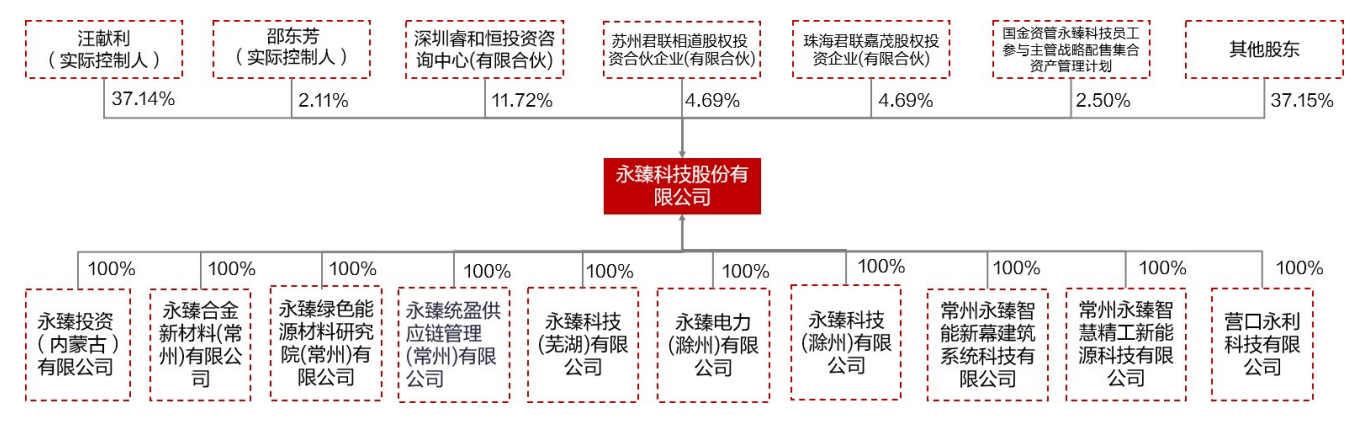 汪献利
（实际控制人）
邵东芳
（实际控制人）
深圳睿和恒投资咨
询中心(有限合伙)
苏州君联相道股权投
资合伙企业(有限合伙)
珠海君联嘉茂股权投
资企业(有限合伙)
国金资管永臻科技员工
参与主管战略配售集合
资产管理计划
其他股东
37.14%
2.11%
11.72%
4.69%
4.69%
2.50%
37.15%
永臻科技股份有
限公司
100%
100%
100%
100%
100%
100%
100%
100%
100%
100%
永臻投资
（内蒙古）
有限公司
永臻合金
新材料(常
州)有限公
司
永臻绿色能
源材料研究
院(常州)有
限公司
永臻统盈供
应链管理
(常州)有限
公司
永臻科技
(芜湖)有限
公司
永臻电力
(滁州)有限
公司
永臻科技
(滁州)有限
公司
常州永臻智
能新幕建筑
系统科技有
限公司
常州永臻智
慧精工新能
源科技有限
公司
营口永利
科技有限
公司